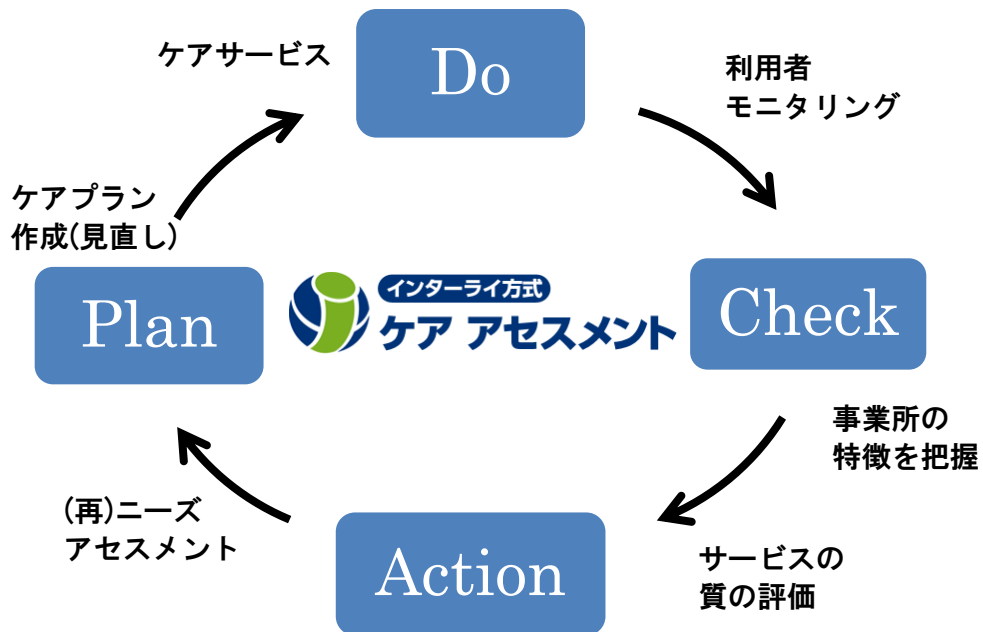 ケアサービス
Do
利用者
モニタリング
ケアプラン
作成(見直し)
Plan
インターライ方式
ケア アセスメント
Check
事業所の
特徴を把握
(再)ニーズ
アセスメント
Action
サービスの
質の評価